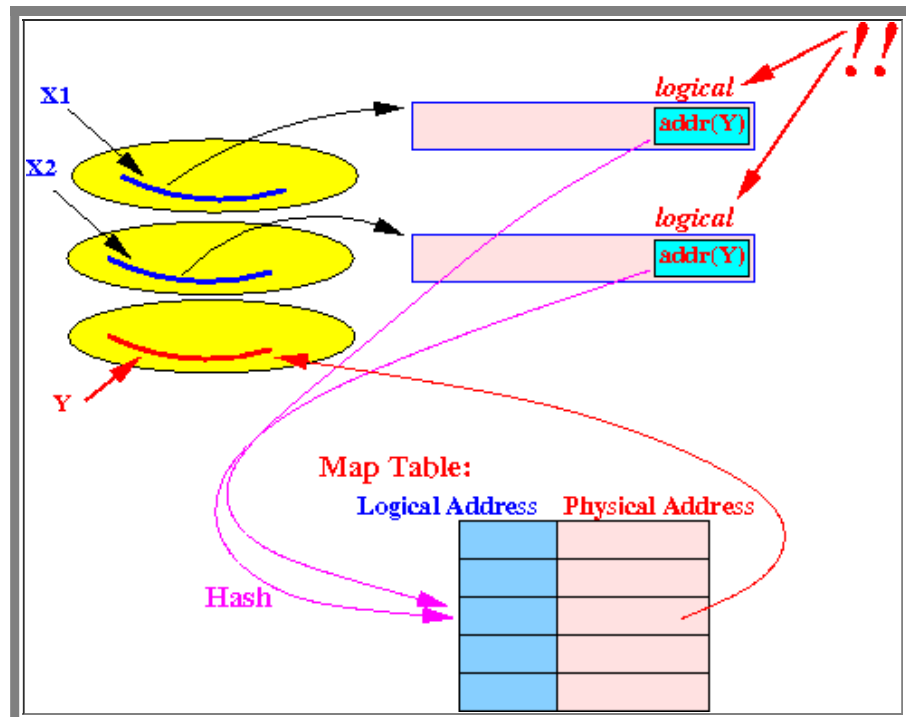 !!
X1
logical
addr(Y)
X2
logical
addr(Y)
Y
Map Table:
Logical Address Physical Address
Hash